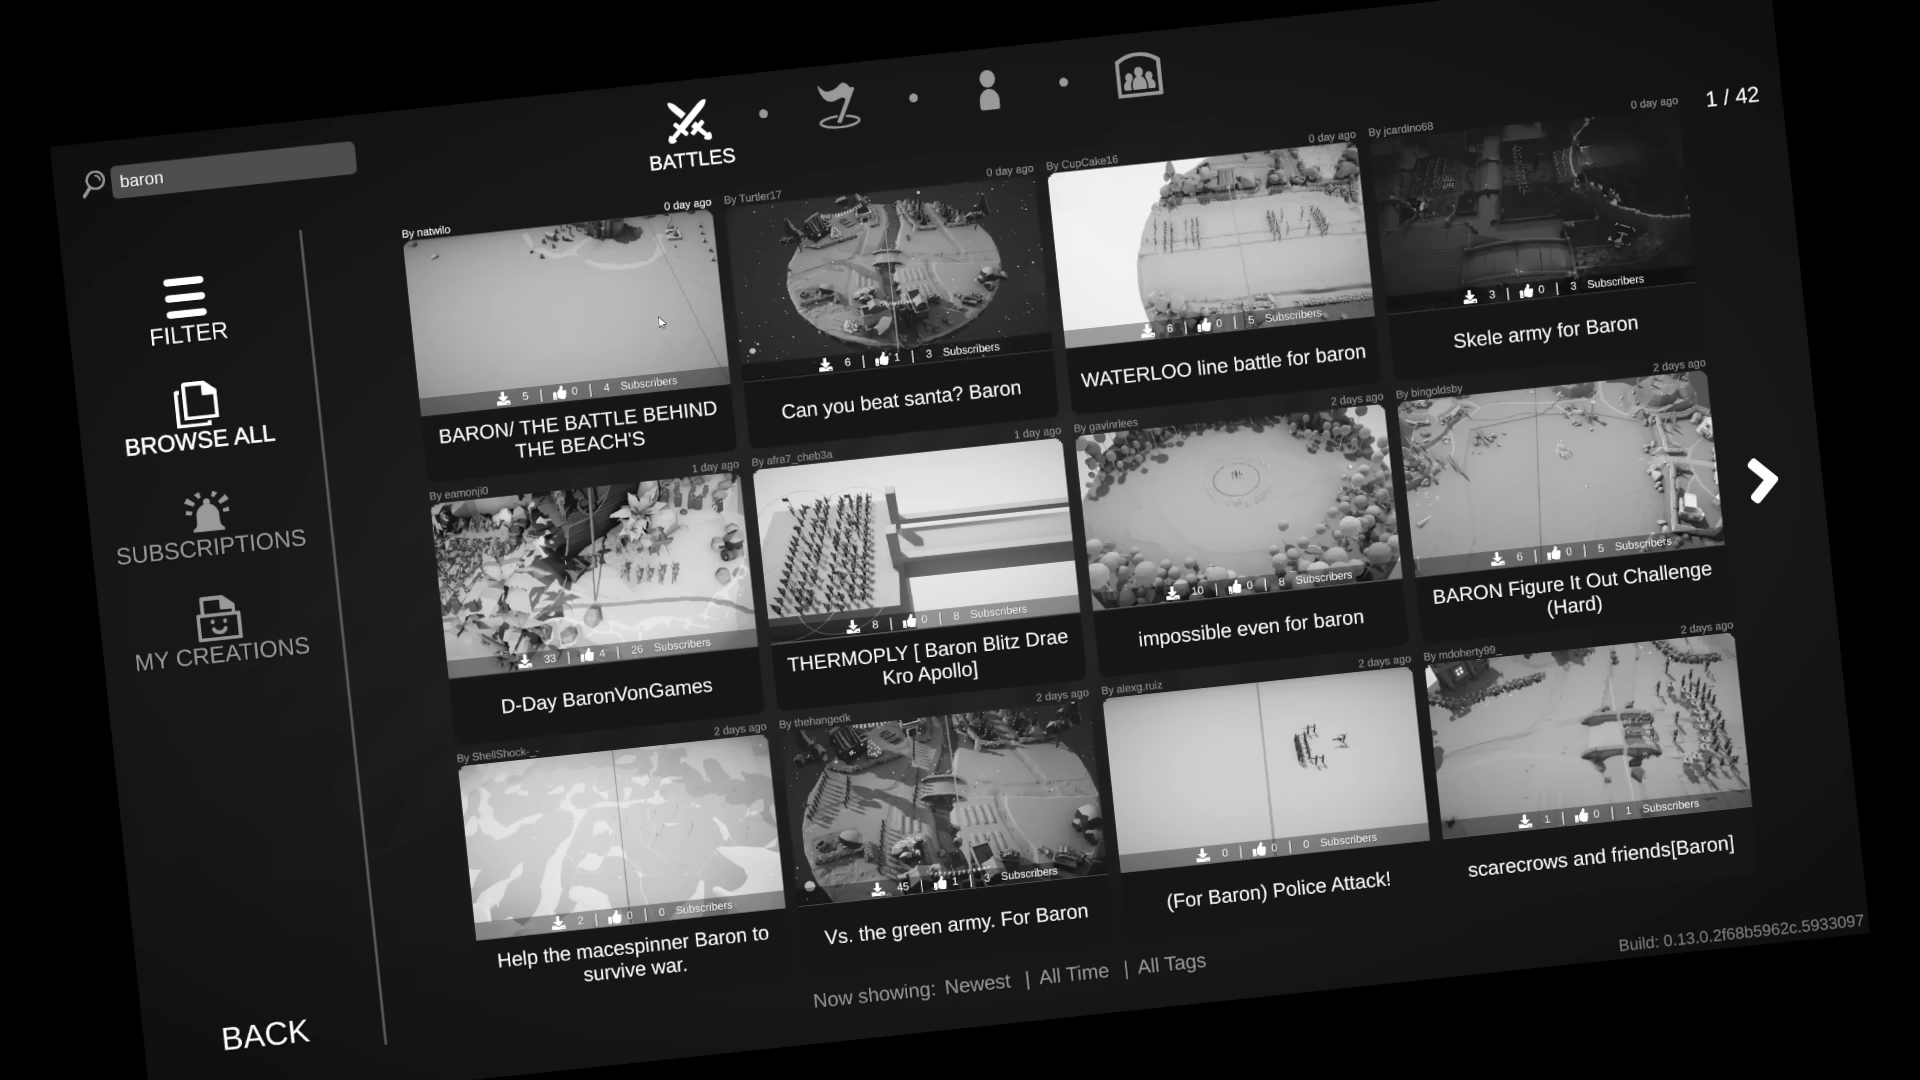 BATTLES
1 / 42
baron
FILTER
BROWSE ALL
SUBSCRIPTIONS
MY CREATIONS
BACK
By natwilo
0 day ago
5 | 0 | 4 Subscribers
BARON/ THE BATTLE BEHIND
THE BEACH'S
By Turtler17
0 day ago
6 | 1 | 3 Subscribers
Can you beat santa? Baron
By CupCake16
0 day ago
6 | 0 | 5 Subscribers
WATERLOO line battle for baron
By jcardino68
0 day ago
3 | 0 | 3 Subscribers
Skele army for Baron
By eamonji0
1 day ago
33 | 4 | 26 Subscribers
D-Day BaronVonGames
By afra7_cheb3a
1 day ago
8 | 0 | 8 Subscribers
THERMOPLY [ Baron Blitz Drae
Kro Apollo]
By gavinrlees
2 days ago
10 | 0 | 8 Subscribers
impossible even for baron
By bingoldsby
2 days ago
6 | 0 | 5 Subscribers
BARON Figure It Out Challenge
(Hard)
By ShellShock-_-
2 days ago
2 | 0 | 0 Subscribers
Help the macespinner Baron to
survive war.
By thehangedk
2 days ago
45 | 1 | 3 Subscribers
Vs. the green army. For Baron
By alexg.ruiz
2 days ago
0 | 0 | 0 Subscribers
(For Baron) Police Attack!
By mdoherty99_
2 days ago
1 | 0 | 1 Subscribers
scarecrows and friends[Baron]
Now showing: Newest | All Time | All Tags
Build: 0.13.0.2f68b5962c.5933097